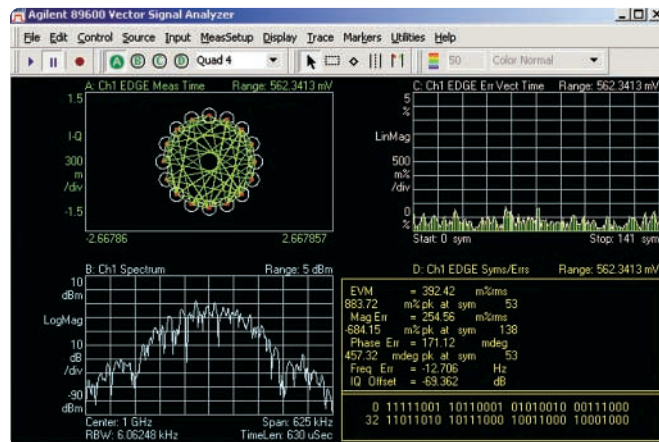 Agilent 89600 Vector Signal Analyzer
File Edit Control Source Input MeasSetup Display Trace Markers Utilities Help
A B C D Quad 4 50 Color Normal
A: Ch1 EDGE Meas Time Range: 562.3413 mV
1.5
I-Q
300
m
/div
-1.5
-2.66786 2.667857
C: Ch1 EDGE Err Vect Time Range: 562.3413 mV
5
%
LinMag
500
m%
/div
0
%
Start: 0 sym Stop: 141 sym
B: Ch1 Spectrum Range: 5 dBm
10
dBm
LogMag
10
dB
/div
-90
dBm
Center: 1 GHz Span: 625 kHz
RBW: 6.06248 kHz TimeLen: 630 uSec
D: Ch1 EDGE Syms/Errs Range: 562.3413 mV
EVM = 392.42 m%rms
883.72 m% pk at sym 53
Mag Err = 254.56 m%rms
-684.15 m% pk at sym 138
Phase Err = 171.12 mdeg
457.32 mdeg pk at sym 53
Freq Err = -12.706 Hz
IQ Offset = -69.362 dB
0 11111001 10110001 01010010 00111000
32 11011010 10111000 10011000 10001000